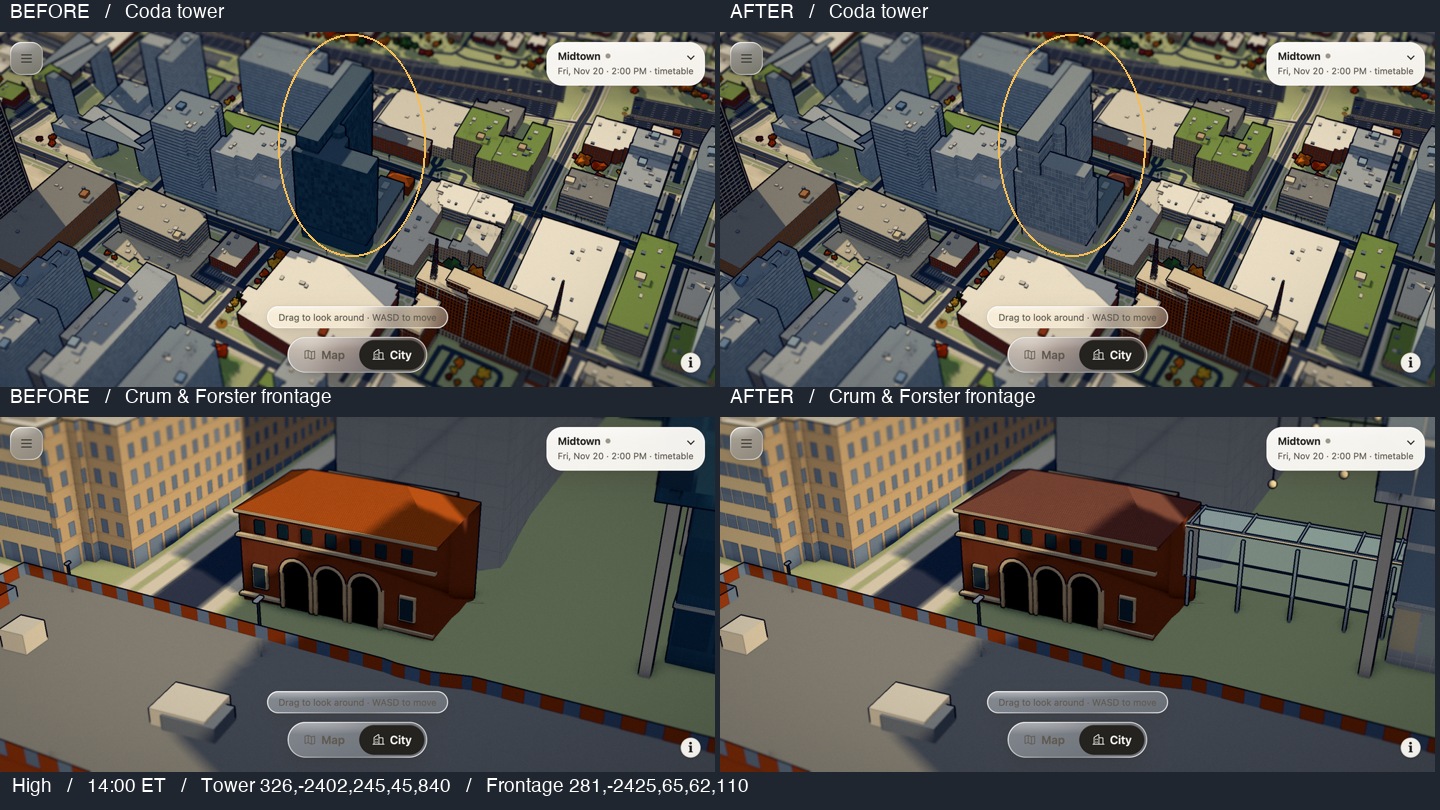 BEFORE / Coda tower
AFTER / Coda tower
Midtown
Fri, Nov 20 · 2:00 PM · timetable
Midtown
Fri, Nov 20 · 2:00 PM · timetable
Drag to look around · WASD to move
Drag to look around · WASD to move
Map City
Map City
BEFORE / Crum & Forster frontage
AFTER / Crum & Forster frontage
Midtown
Fri, Nov 20 · 2:00 PM · timetable
Midtown
Fri, Nov 20 · 2:00 PM · timetable
Drag to look around · WASD to move
Drag to look around · WASD to move
Map City
Map City
High / 14:00 ET / Tower 326,-2402,245,45,840 / Frontage 281,-2425,65,62,110